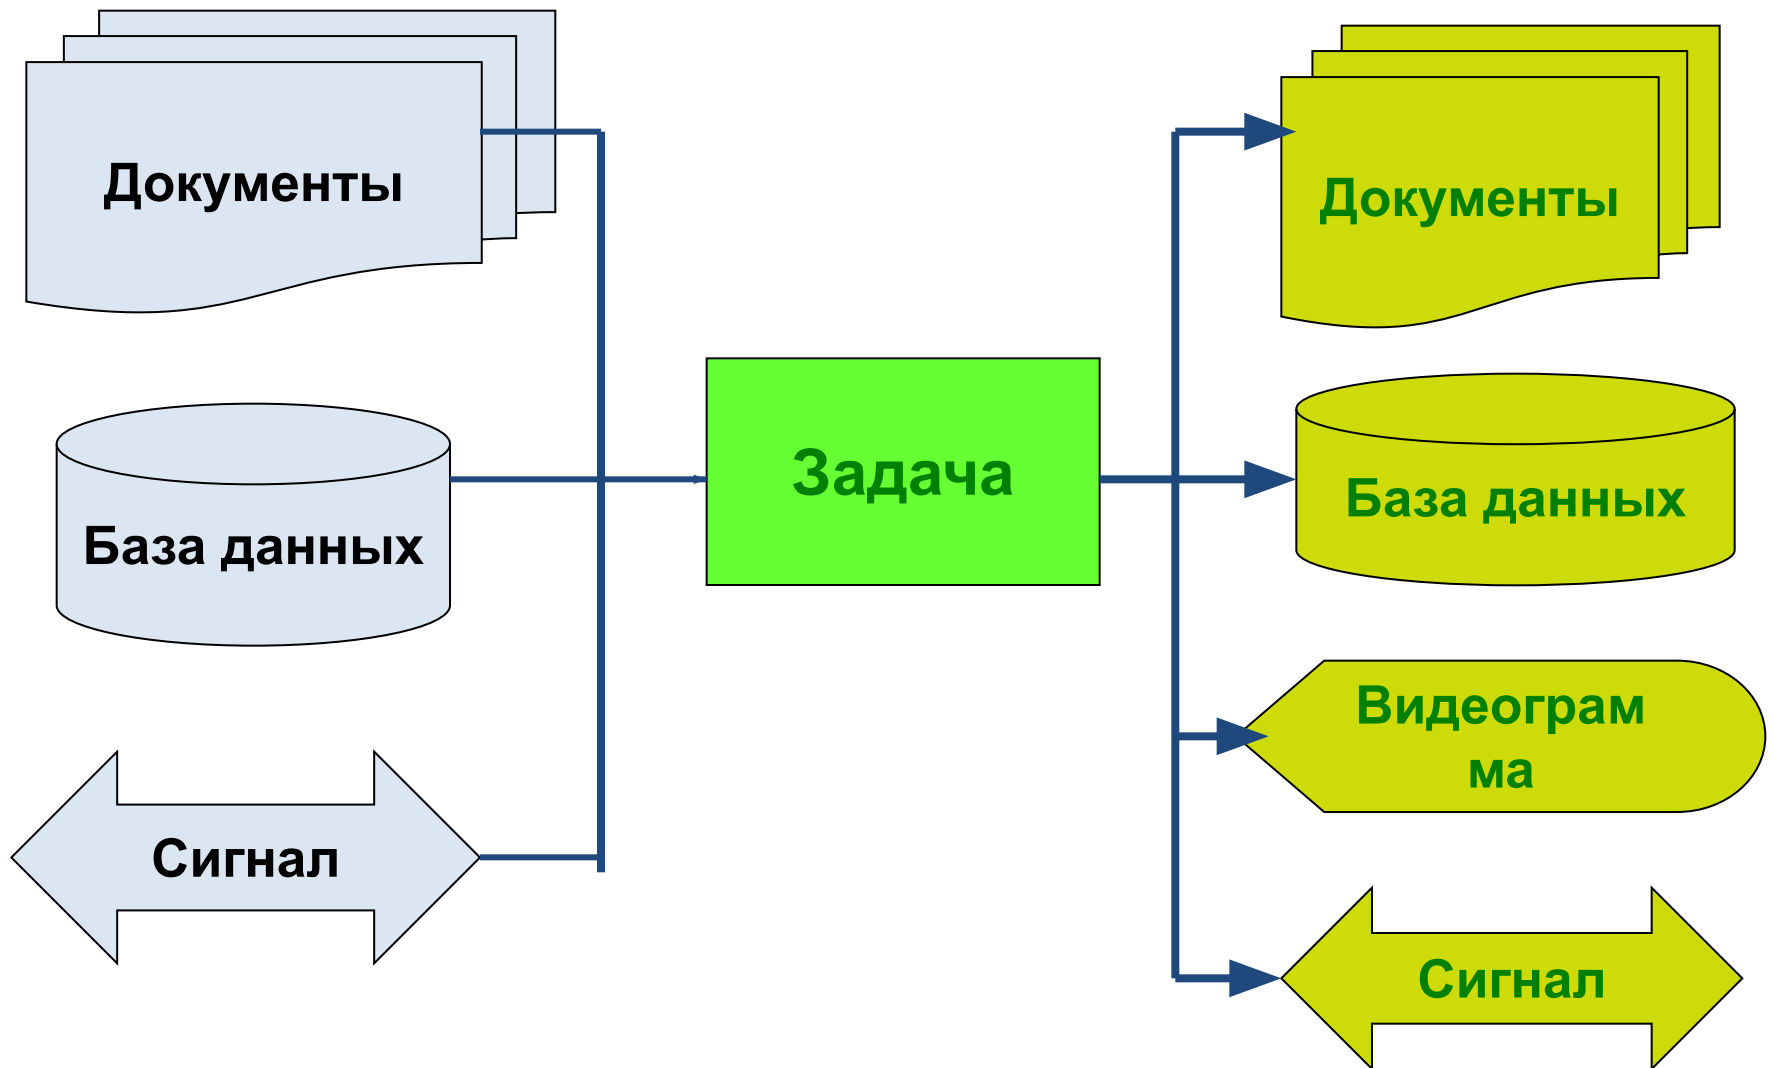 Документы
База данных
Сигнал
Задача
Документы
База данных
Видеограм
ма
Сигнал